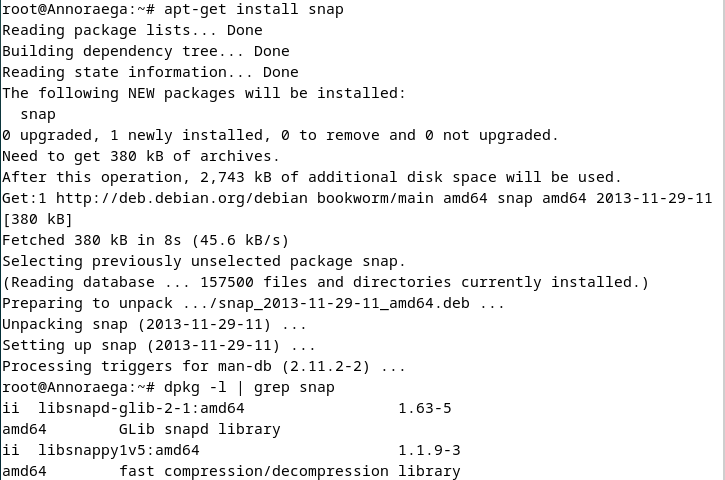 root@Annoraega:~# apt-get install snap
Reading package lists... Done
Building dependency tree... Done
Reading state information... Done
The following NEW packages will be installed:
  snap
0 upgraded, 1 newly installed, 0 to remove and 0 not upgraded.
Need to get 380 kB of archives.
After this operation, 2,743 kB of additional disk space will be used.
Get:1 http://deb.debian.org/debian bookworm/main amd64 snap amd64 2013-11-29-11
[380 kB]
Fetched 380 kB in 8s (45.6 kB/s)
Selecting previously unselected package snap.
(Reading database ... 157500 files and directories currently installed.)
Preparing to unpack .../snap_2013-11-29-11_amd64.deb ...
Unpacking snap (2013-11-29-11) ...
Setting up snap (2013-11-29-11) ...
Processing triggers for man-db (2.11.2-2) ...
root@Annoraega:~# dpkg -l | grep snap
ii  libsnapd-glib-2-1:amd64                 1.63-5
amd64        GLib snapd library
ii  libsnappy1v5:amd64                      1.1.9-3
amd64        fast compression/decompression library